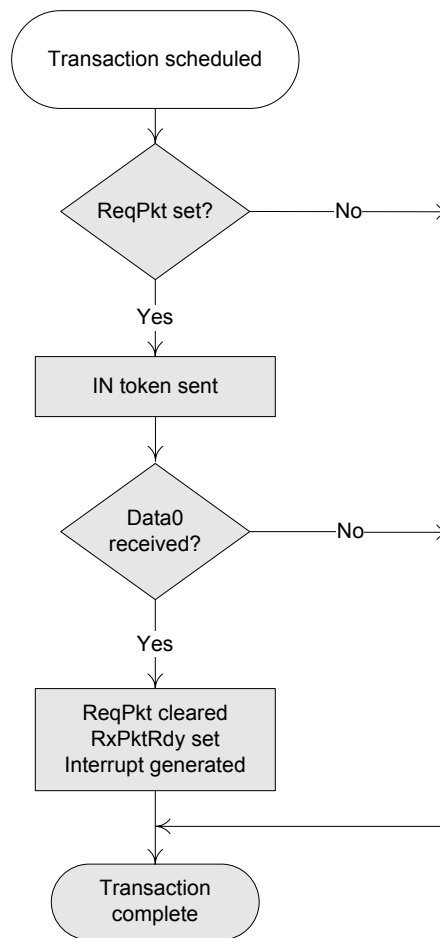 Transaction scheduled
ReqPkt set?
No
Yes
IN token sent
Data0
received?
No
Yes
ReqPkt cleared
RxPktRdy set
Interrupt generated
Transaction
complete